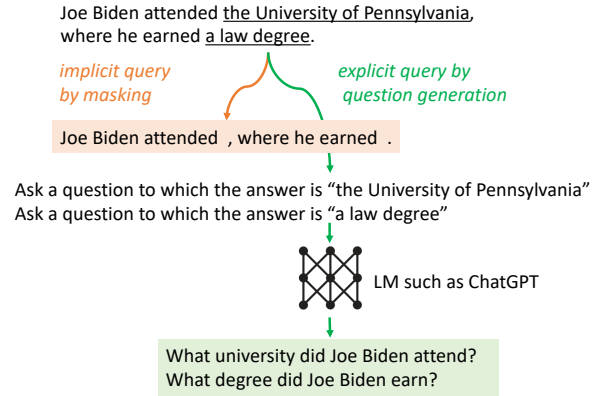 Joe Biden attended the University of Pennsylvania,
where he earned a law degree.
implicit query
by masking
explicit query by
question generation
Joe Biden attended , where he earned .
Ask a question to which the answer is “the University of Pennsylvania”
Ask a question to which the answer is “a law degree”
LM such as ChatGPT
What university did Joe Biden attend?
What degree did Joe Biden earn?